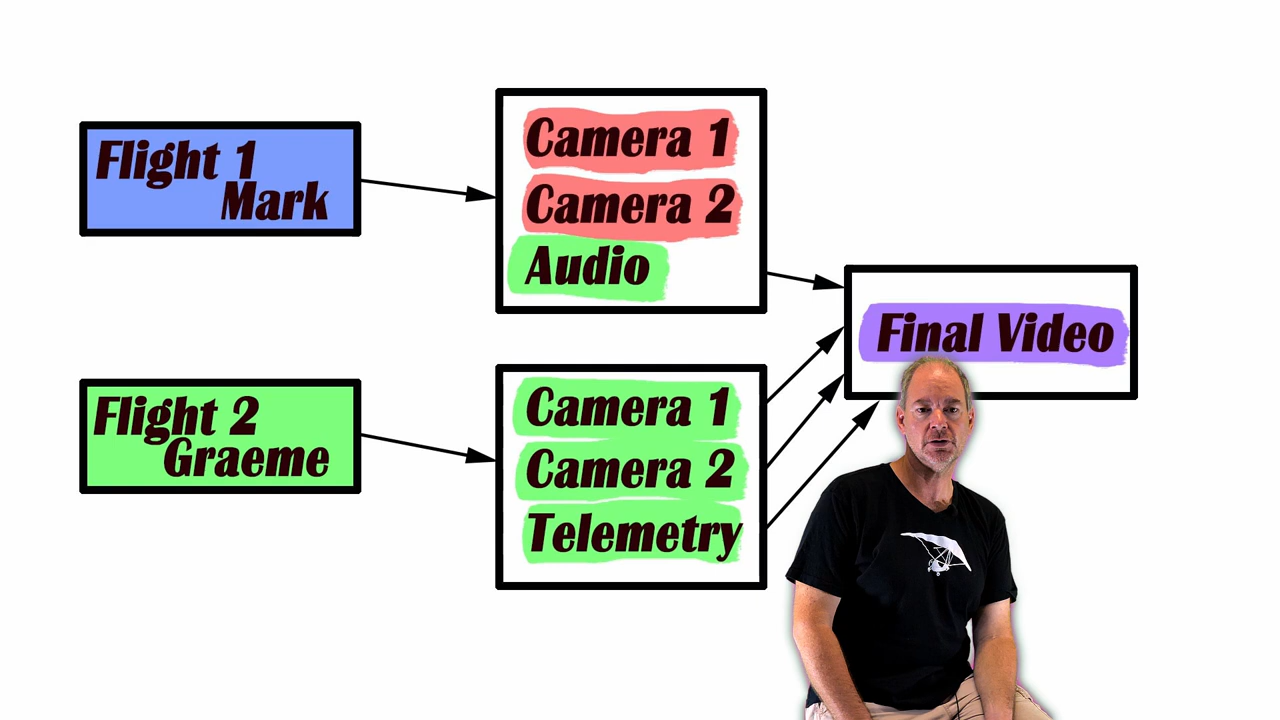 Flight 1
Mark
Camera 1
Camera 2
Audio
Flight 2
Graeme
Camera 1
Camera 2
Telemetry
Final Video